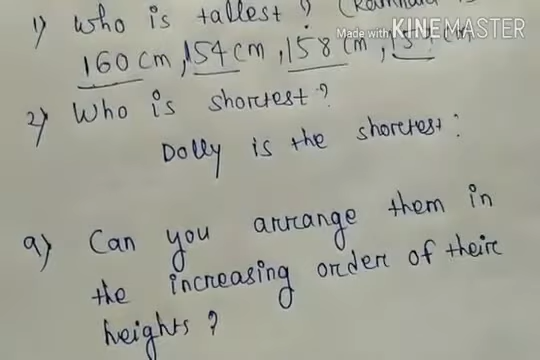 1) Who is tallest ?
Made with KINEMASTER
160 cm, 154 cm, 158 cm, cm
2) Who is shortest ?
Dolly is the shortest.
a) Can you arrange them in
the increasing order of their
heights ?